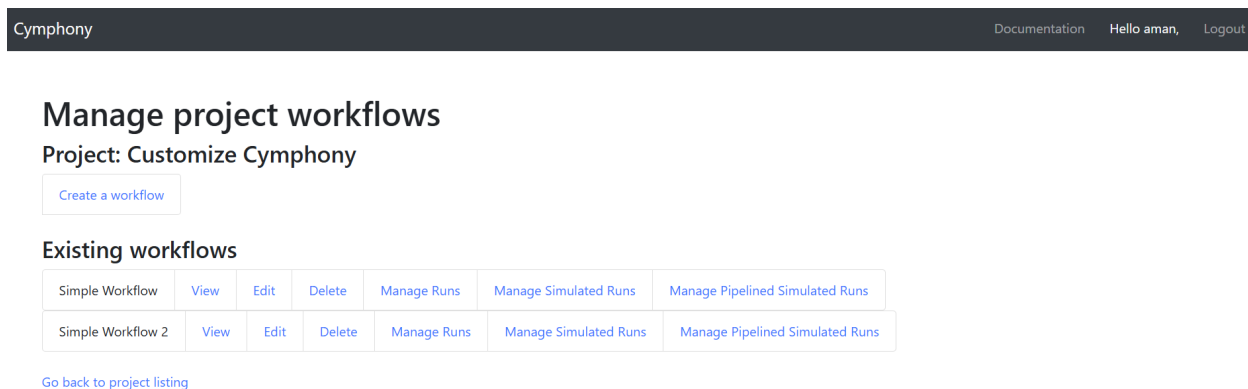 Cymphony Documentation Hello aman, Logout
Manage project workflows
Project: Customize Cymphony
Create a workflow
Existing workflows
Simple Workflow View Edit Delete Manage Runs Manage Simulated Runs Manage Pipelined Simulated Runs
Simple Workflow 2 View Edit Delete Manage Runs Manage Simulated Runs Manage Pipelined Simulated Runs
Go back to project listing